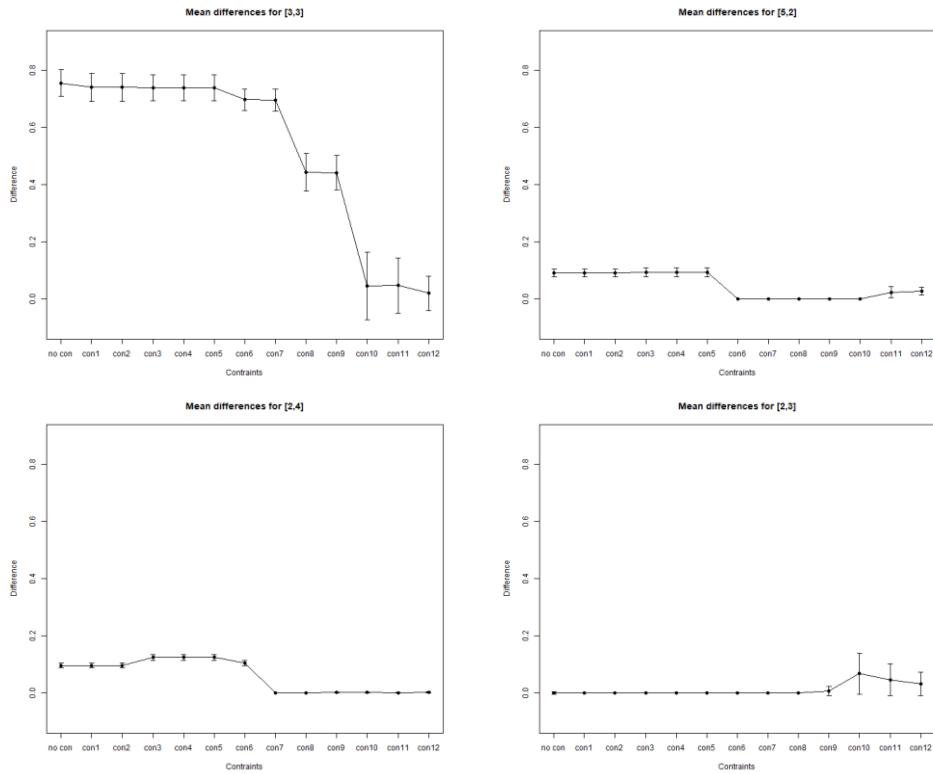 Mean differences for [3,3]
Difference
0.8
0.6
0.4
0.2
0.0
no con con1 con2 con3 con4 con5 con6 con7 con8 con9 con10 con11 con12
Contraints
Mean differences for [5,2]
Difference
0.8
0.6
0.4
0.2
0.0
no con con1 con2 con3 con4 con5 con6 con7 con8 con9 con10 con11 con12
Contraints
Mean differences for [2,4]
Difference
0.8
0.6
0.4
0.2
0.0
no con con1 con2 con3 con4 con5 con6 con7 con8 con9 con10 con11 con12
Contraints
Mean differences for [2,3]
Difference
0.8
0.6
0.4
0.2
0.0
no con con1 con2 con3 con4 con5 con6 con7 con8 con9 con10 con11 con12
Contraints